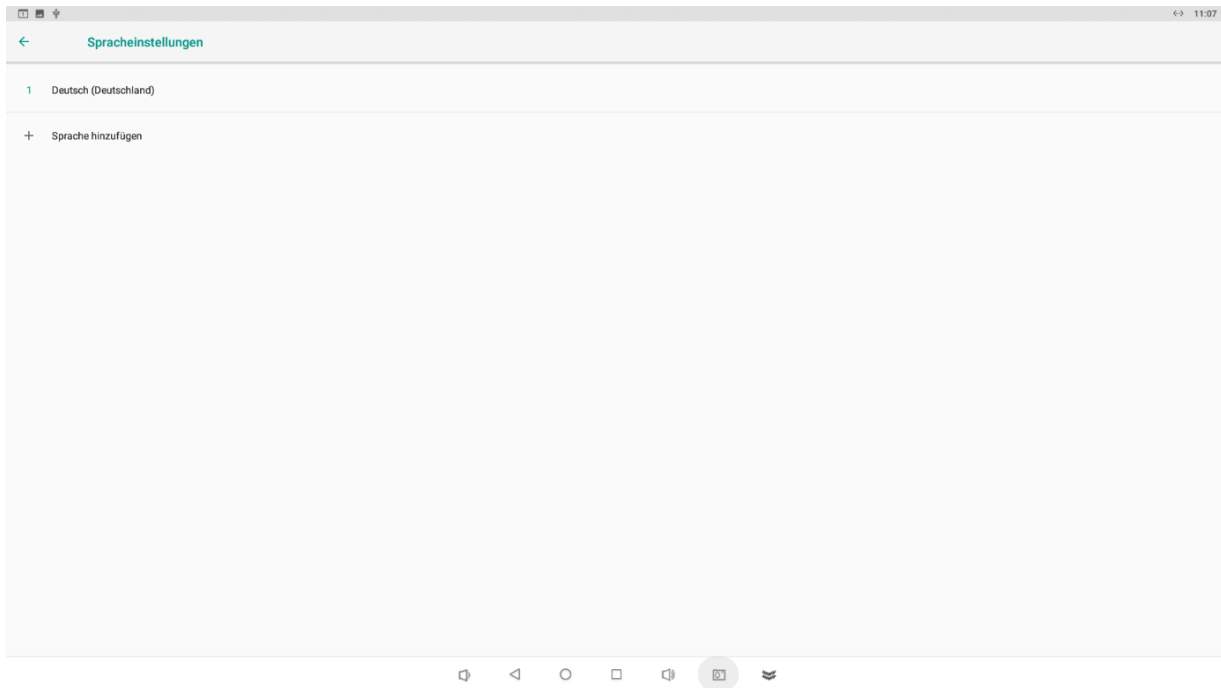 11:07
Spracheinstellungen
1 Deutsch (Deutschland)
+ Sprache hinzufügen